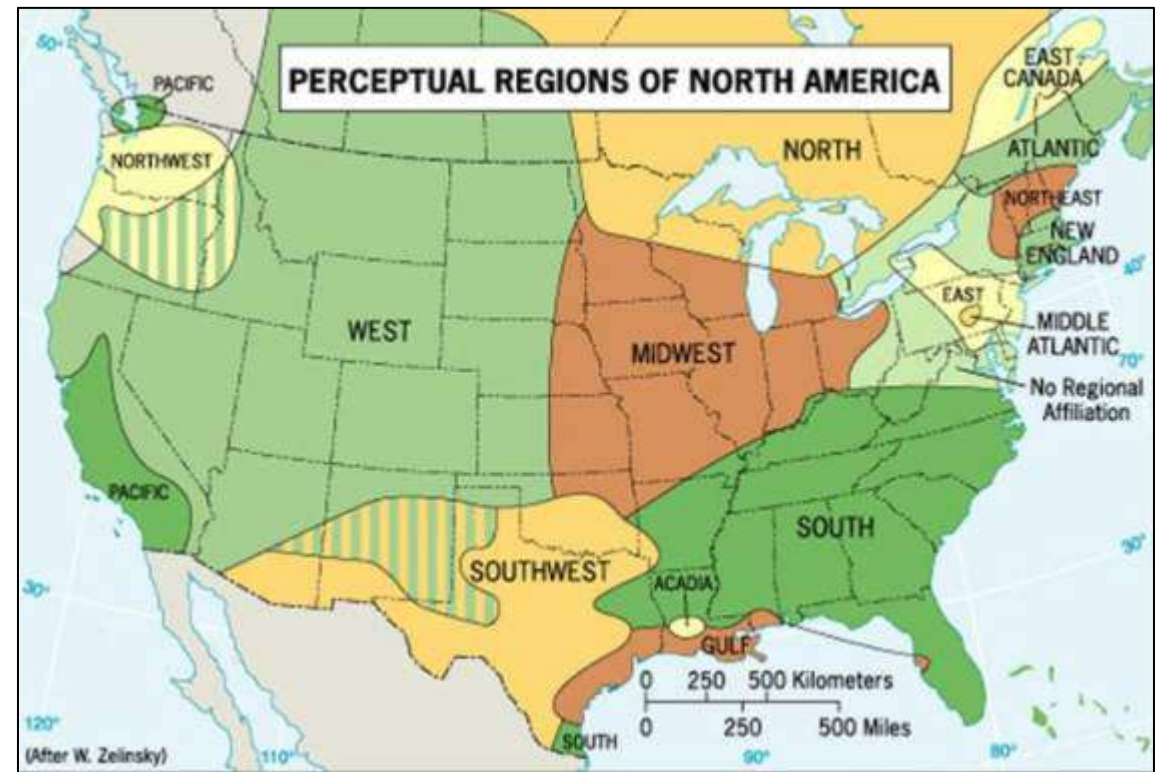 PERCEPTUAL REGIONS OF NORTH AMERICA
50°
PACIFIC
NORTHWEST
NORTH
EAST
CANADA
ATLANTIC
NORTHEAST
NEW
ENGLAND
40°
EAST
MIDDLE
ATLANTIC
70°
No Regional
Affiliation
WEST
MIDWEST
PACIFIC
SOUTH
SOUTHWEST
ACADIA
30°
30°
GULF
0 250 500 Kilometers
0 250 500 Miles
SOUTH
120°
110°
90°
80°
(After W. Zelinsky)